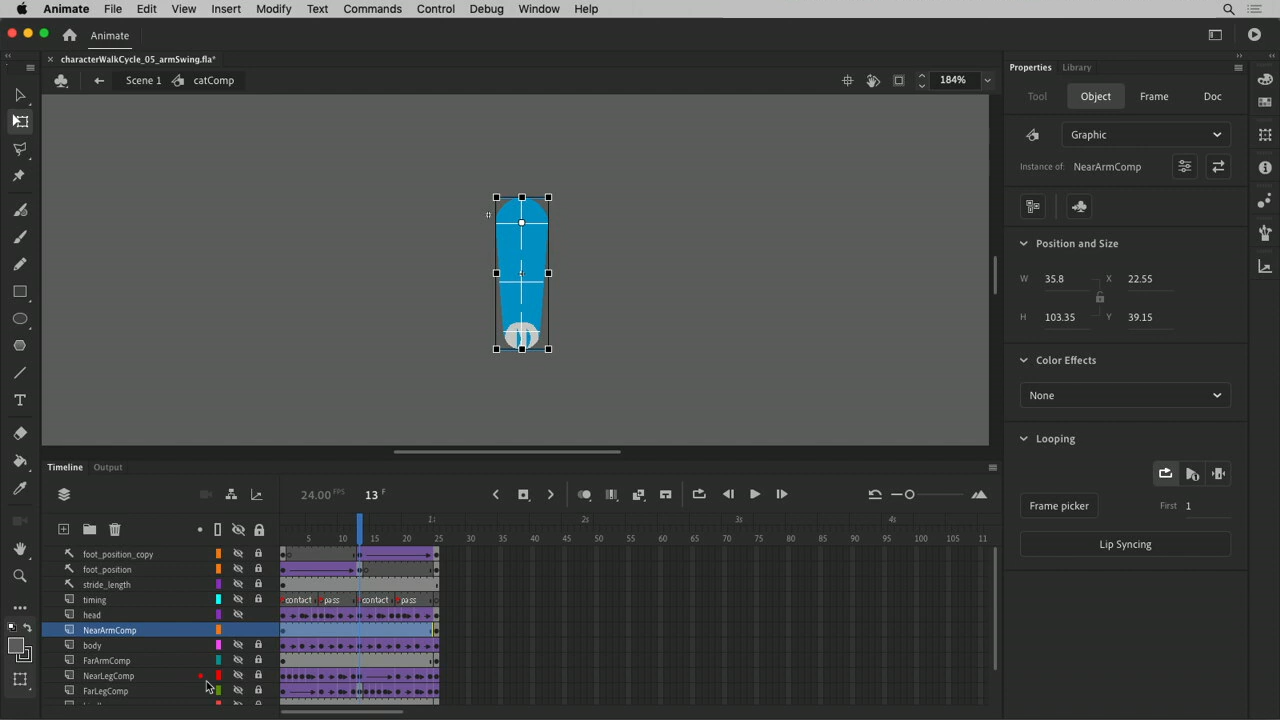 Animate File Edit View Insert Modify Text Commands Control Debug Window Help
Animate
characterWalkCycle_05_armSwing.fla*
Scene 1 catComp 184%
Properties Library
Tool Object Frame Doc
Graphic
Instance of: NearArmComp
Position and Size
W 35.8 X 22.55
H 103.35 Y 39.15
Color Effects
None
Looping
Frame picker First 1
Lip Syncing
Timeline Output
24.00 FPS 13 F
1s 2s 3s 4s
5 10 15 20 25 30 35 40 45 50 55 60 65 70 75 80 85 90 95 100 105 11
foot_position_copy
foot_position
stride_length
timing contact pass contact pass
head
NearArmComp
body
FarArmComp
NearLegComp
FarLegComp